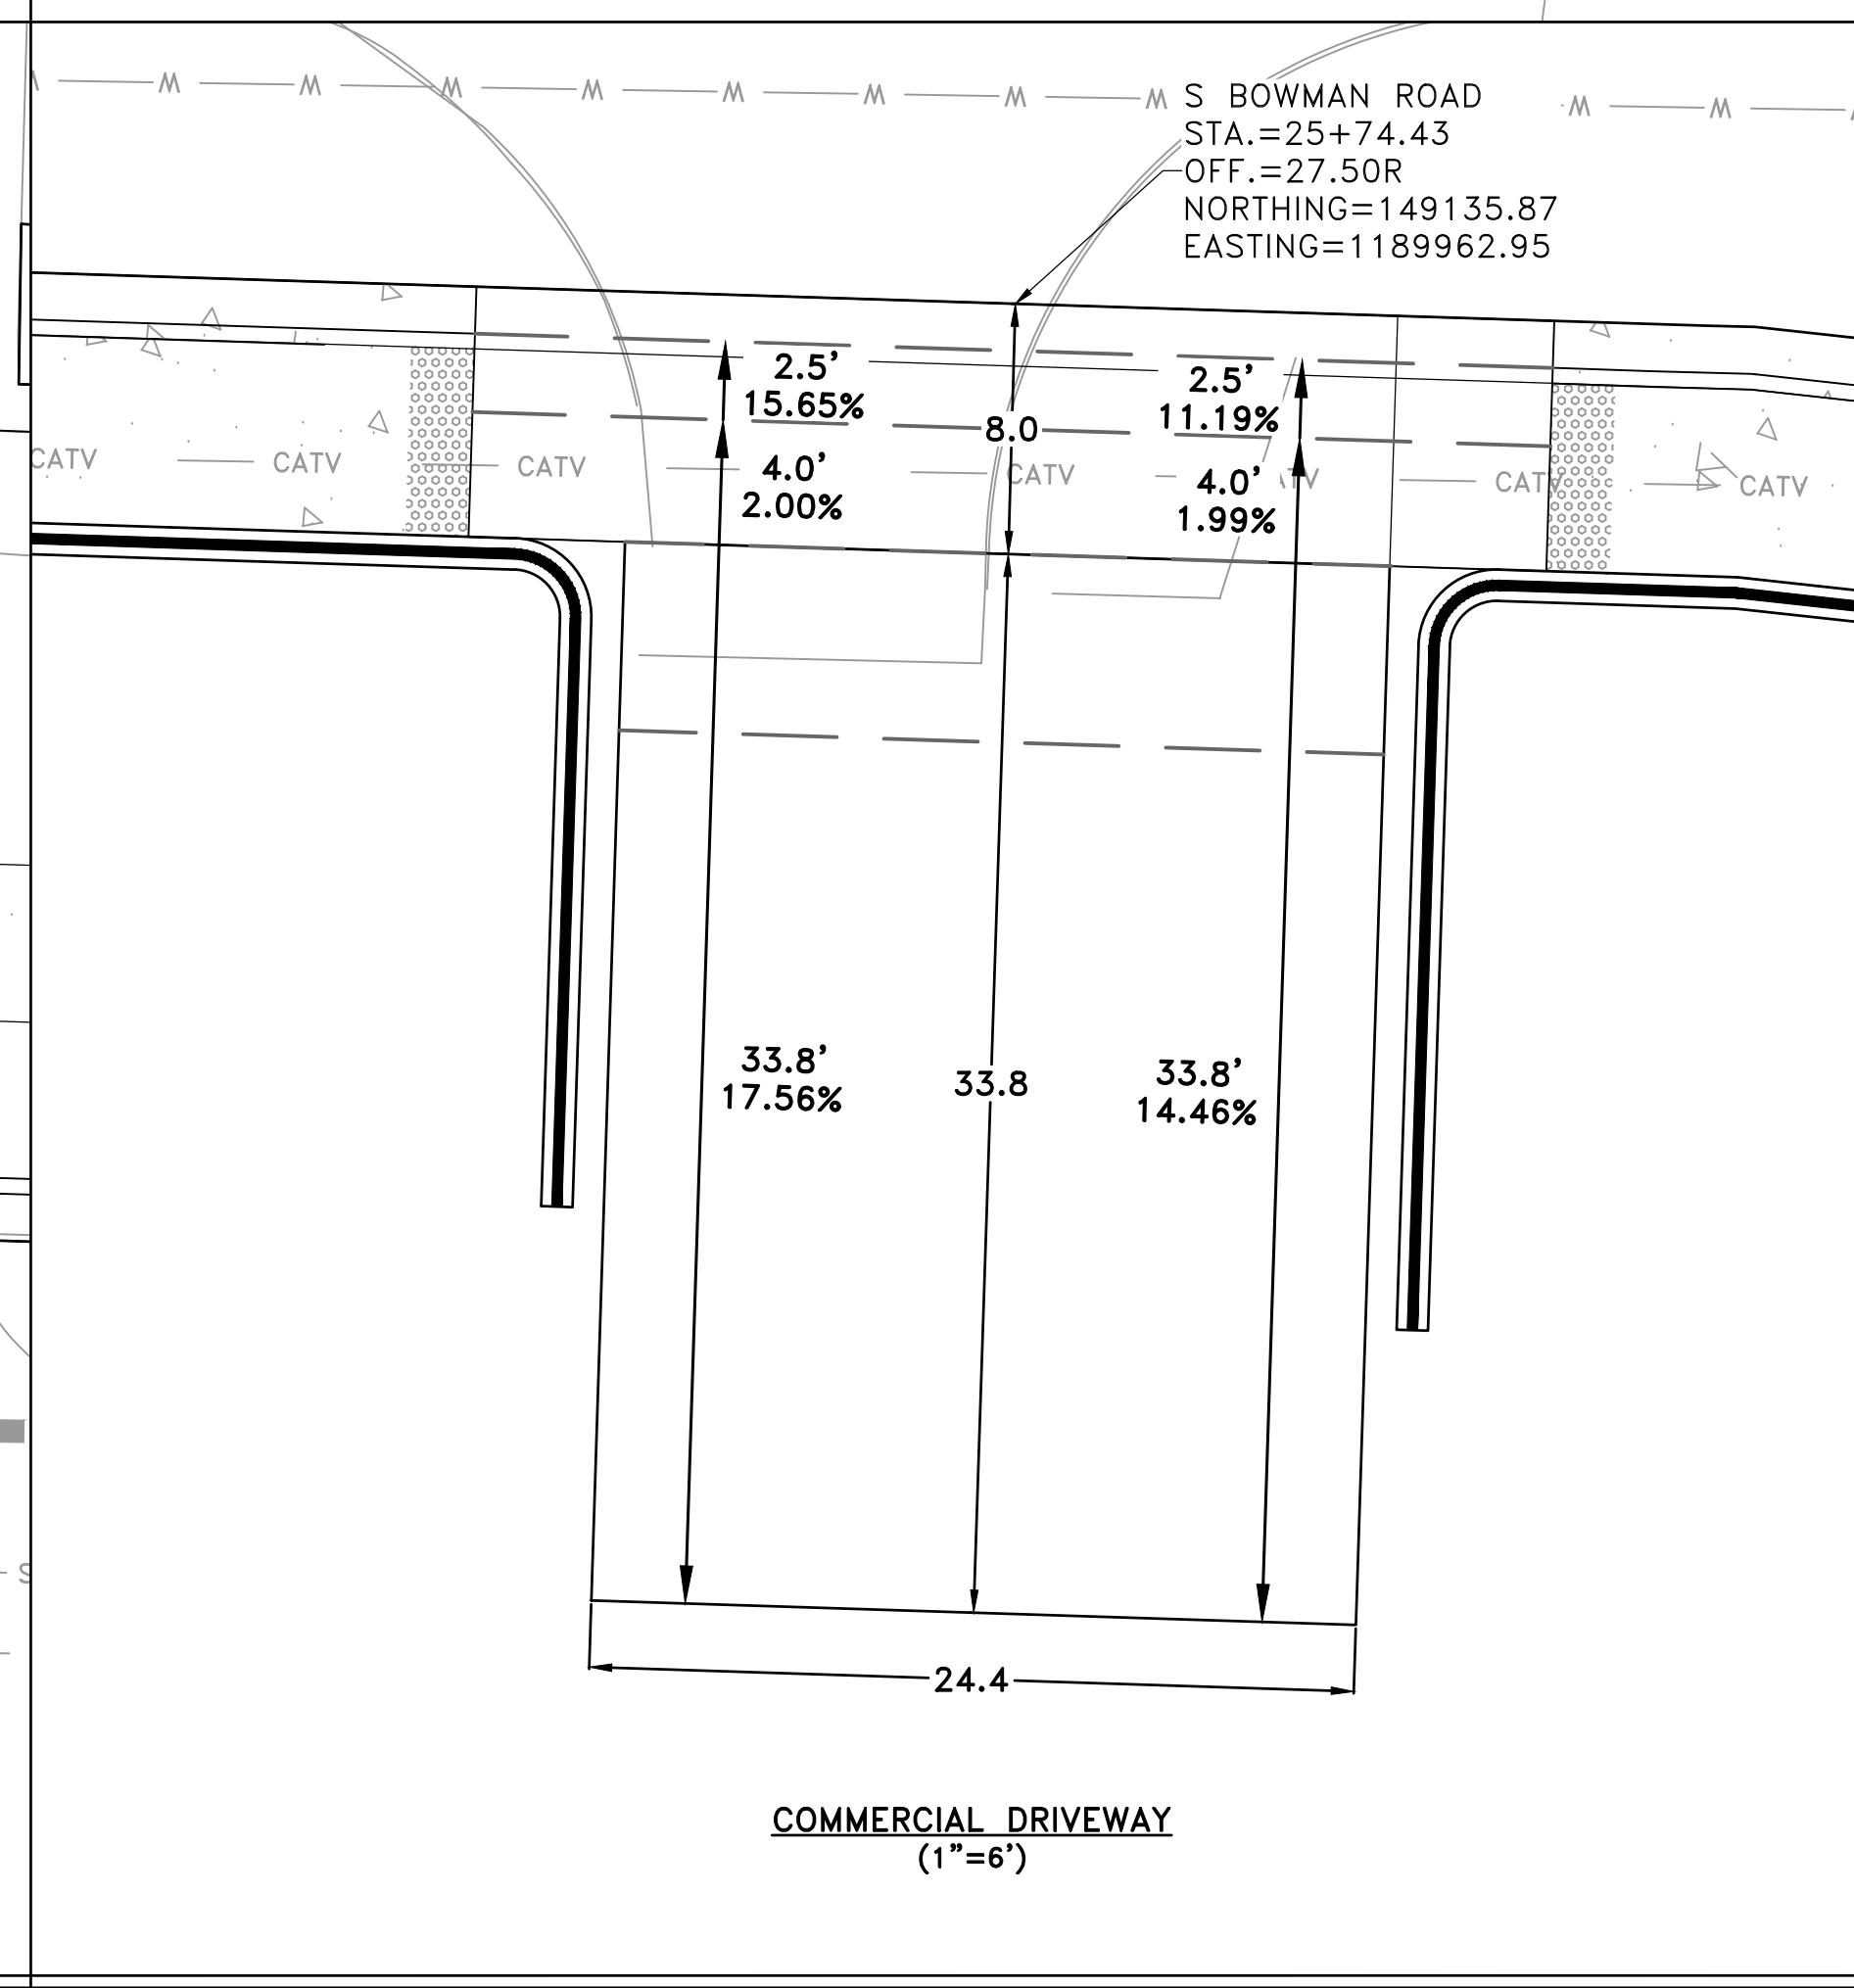 W W W W W W W W W W W
S BOWMAN ROAD
STA.=25+74.43
OFF.=27.50R
NORTHING=149135.87
EASTING=1189962.95
2.5'
15.65%
2.5'
11.19%
8.0
CATV CATV CATV CATV CATV CATV
4.0'
2.00%
4.0'
1.99%
33.8'
17.56%
33.8
33.8'
14.46%
S
24.4
COMMERCIAL DRIVEWAY
(1"=6')